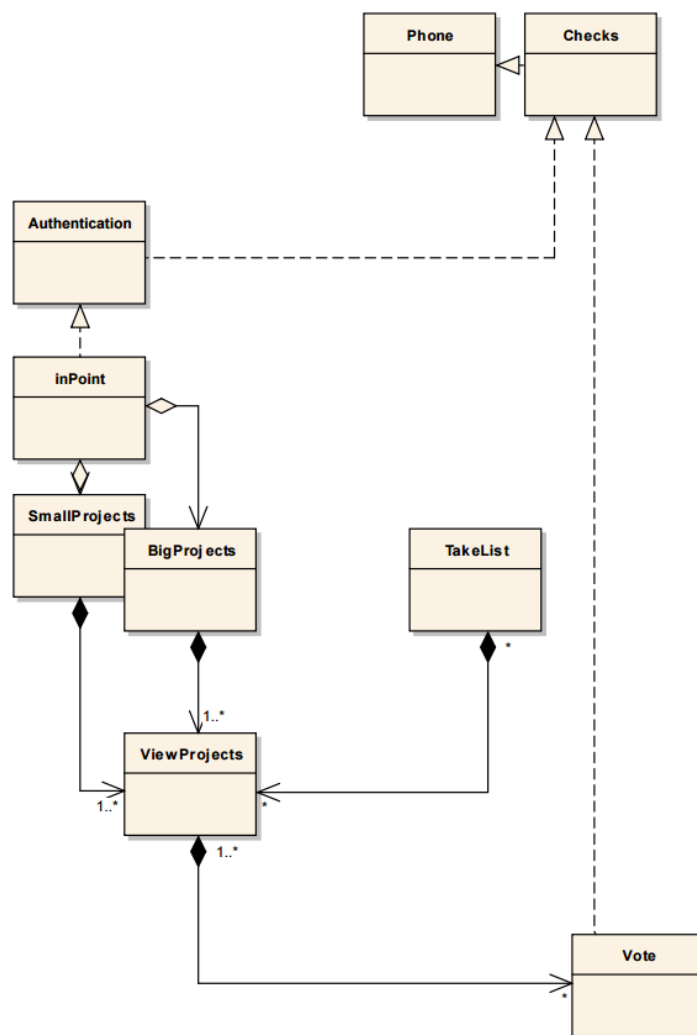 Phone
Checks
Authentication
inPoint
SmallProjects
BigProjects
TakeList
*
1..*
ViewProjects
1..*
*
1..*
Vote
*